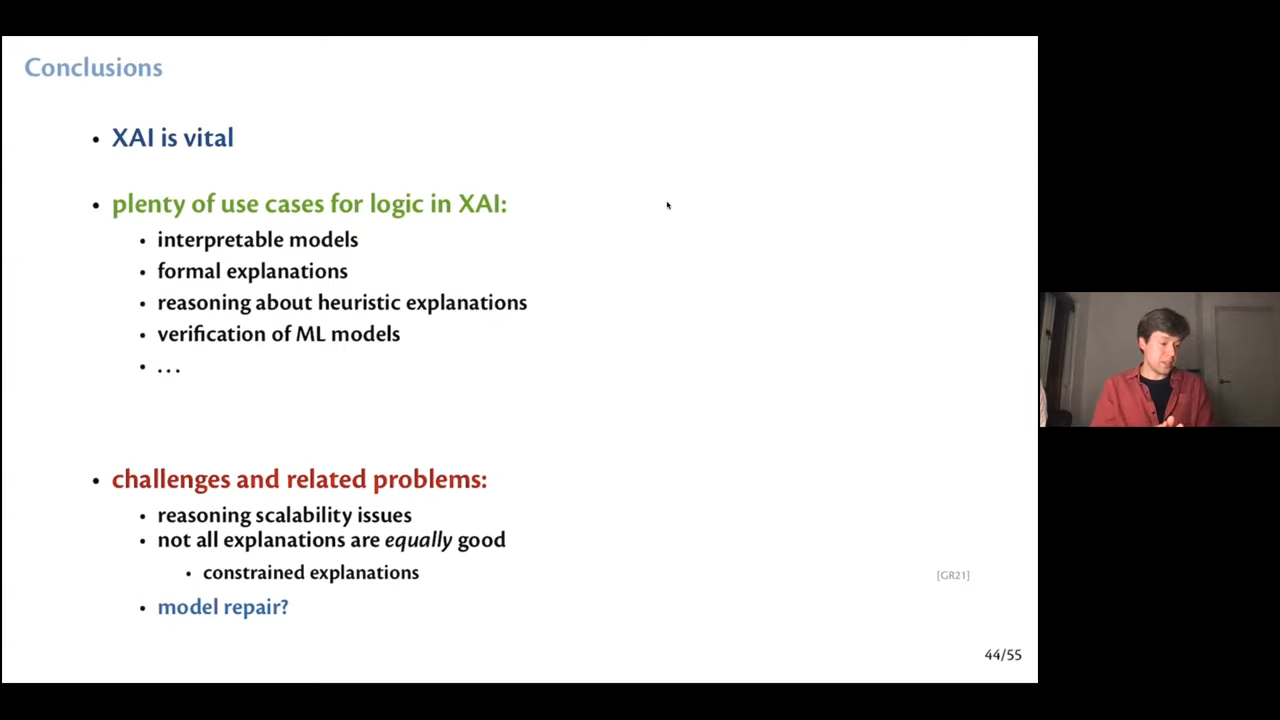 Conclusions
• XAI is vital
• plenty of use cases for logic in XAI:
• interpretable models
• formal explanations
• reasoning about heuristic explanations
• verification of ML models
• ...
• challenges and related problems:
• reasoning scalability issues
• not all explanations are equally good
• constrained explanations [GR21]
• model repair?
44/55